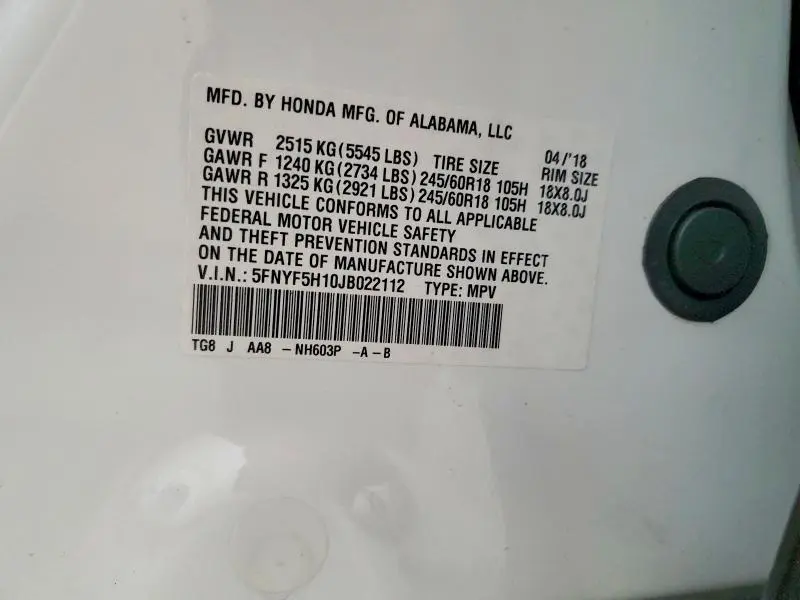 MFD. BY HONDA MFG. OF ALABAMA, LLC
GVWR 2515 KG(5545 LBS) TIRE SIZE 04/'18 RIM SIZE
GAWR F 1240 KG(2734 LBS) 245/60R18 105H 18X8.0J
GAWR R 1325 KG(2921 LBS) 245/60R18 105H 18X8.0J
THIS VEHICLE CONFORMS TO ALL APPLICABLE
FEDERAL MOTOR VEHICLE SAFETY
AND THEFT PREVENTION STANDARDS IN EFFECT
ON THE DATE OF MANUFACTURE SHOWN ABOVE.
V.I.N.: 5FNYF5H10JB022112 TYPE: MPV
TG8 J AA8 - NH603P -A-B